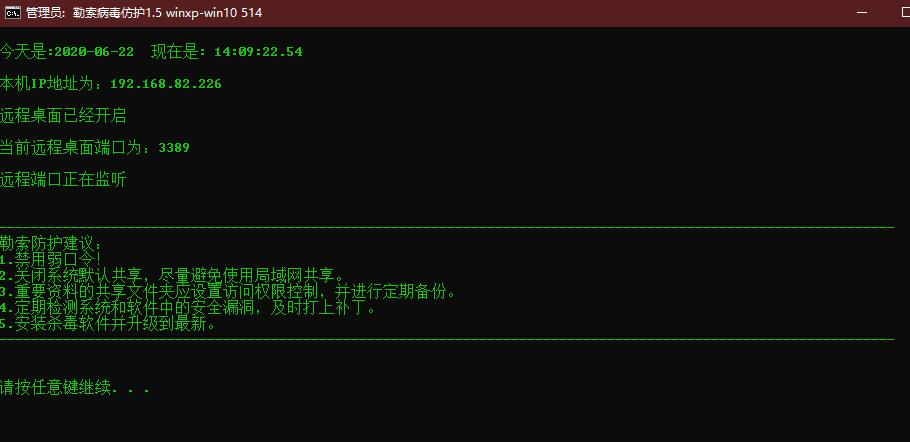 管理员: 勒索病毒仿护1.5 winxp-win10 514
今天是:2020-06-22 现在是: 14:09:22.54
本机IP地址为: 192.168.82.226
远程桌面已经开启
当前远程桌面端口为: 3389
远程端口正在监听
勒索防护建议:
1.禁用弱口令!
2.关闭系统默认共享，尽量避免使用局域网共享。
3.重要资料的共享文件夹应设置访问权限控制，并进行定期备份。
4.定期检测系统和软件中的安全漏洞，及时打上补丁。
5.安装杀毒软件并升级到最新。
请按任意键继续. . .